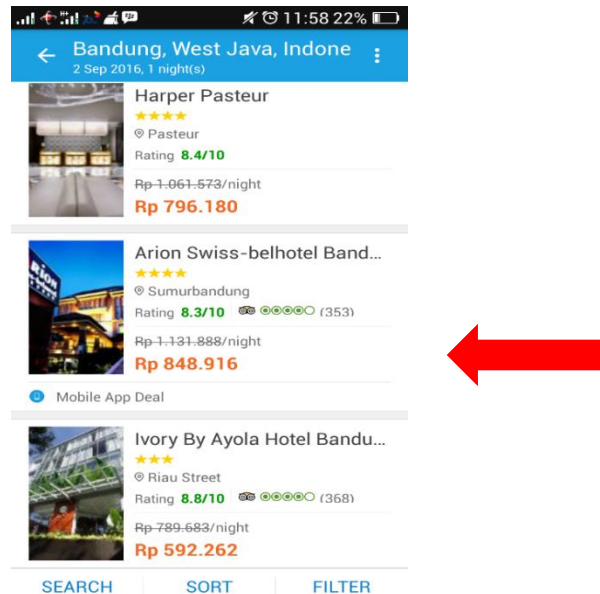 11:58 22%
Bandung, West Java, Indone
2 Sep 2016, 1 night(s)
Harper Pasteur
Pasteur
Rating 8.4/10
Rp 1.061.573/night
Rp 796.180
Arion Swiss-belhotel Band...
Sumurbandung
Rating 8.3/10 (353)
Rp 1.131.888/night
Rp 848.916
Mobile App Deal
Ivory By Ayola Hotel Bandu...
Riau Street
Rating 8.8/10 (368)
Rp 789.683/night
Rp 592.262
SEARCH SORT FILTER